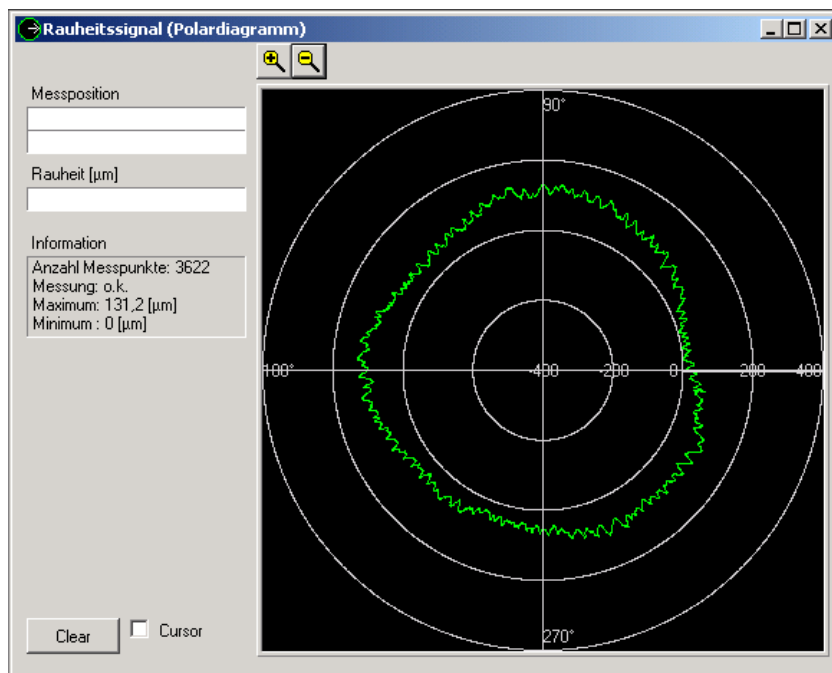 Rauheitssignal (Polardiagramm)
Messposition
Rauheit [µm]
Information
Anzahl Messpunkte: 3622
Messung: o.k.
Maximum: 131,2 [µm]
Minimum : 0 [µm]
Clear
Cursor
90°
100°
-400
-200
0
200
400
270°